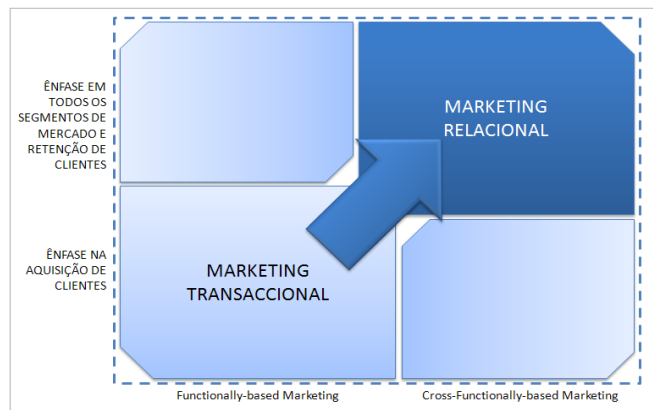 ÊNFASE EM
TODOS OS
SEGMENTOS DE
MERCADO E
RETENÇÃO DE
CLIENTES
MARKETING
RELACIONAL
ÊNFASE NA
AQUISIÇÃO DE
CLIENTES
MARKETING
TRANSACCIONAL
Functionally-based Marketing
Cross-Functionally-based Marketing